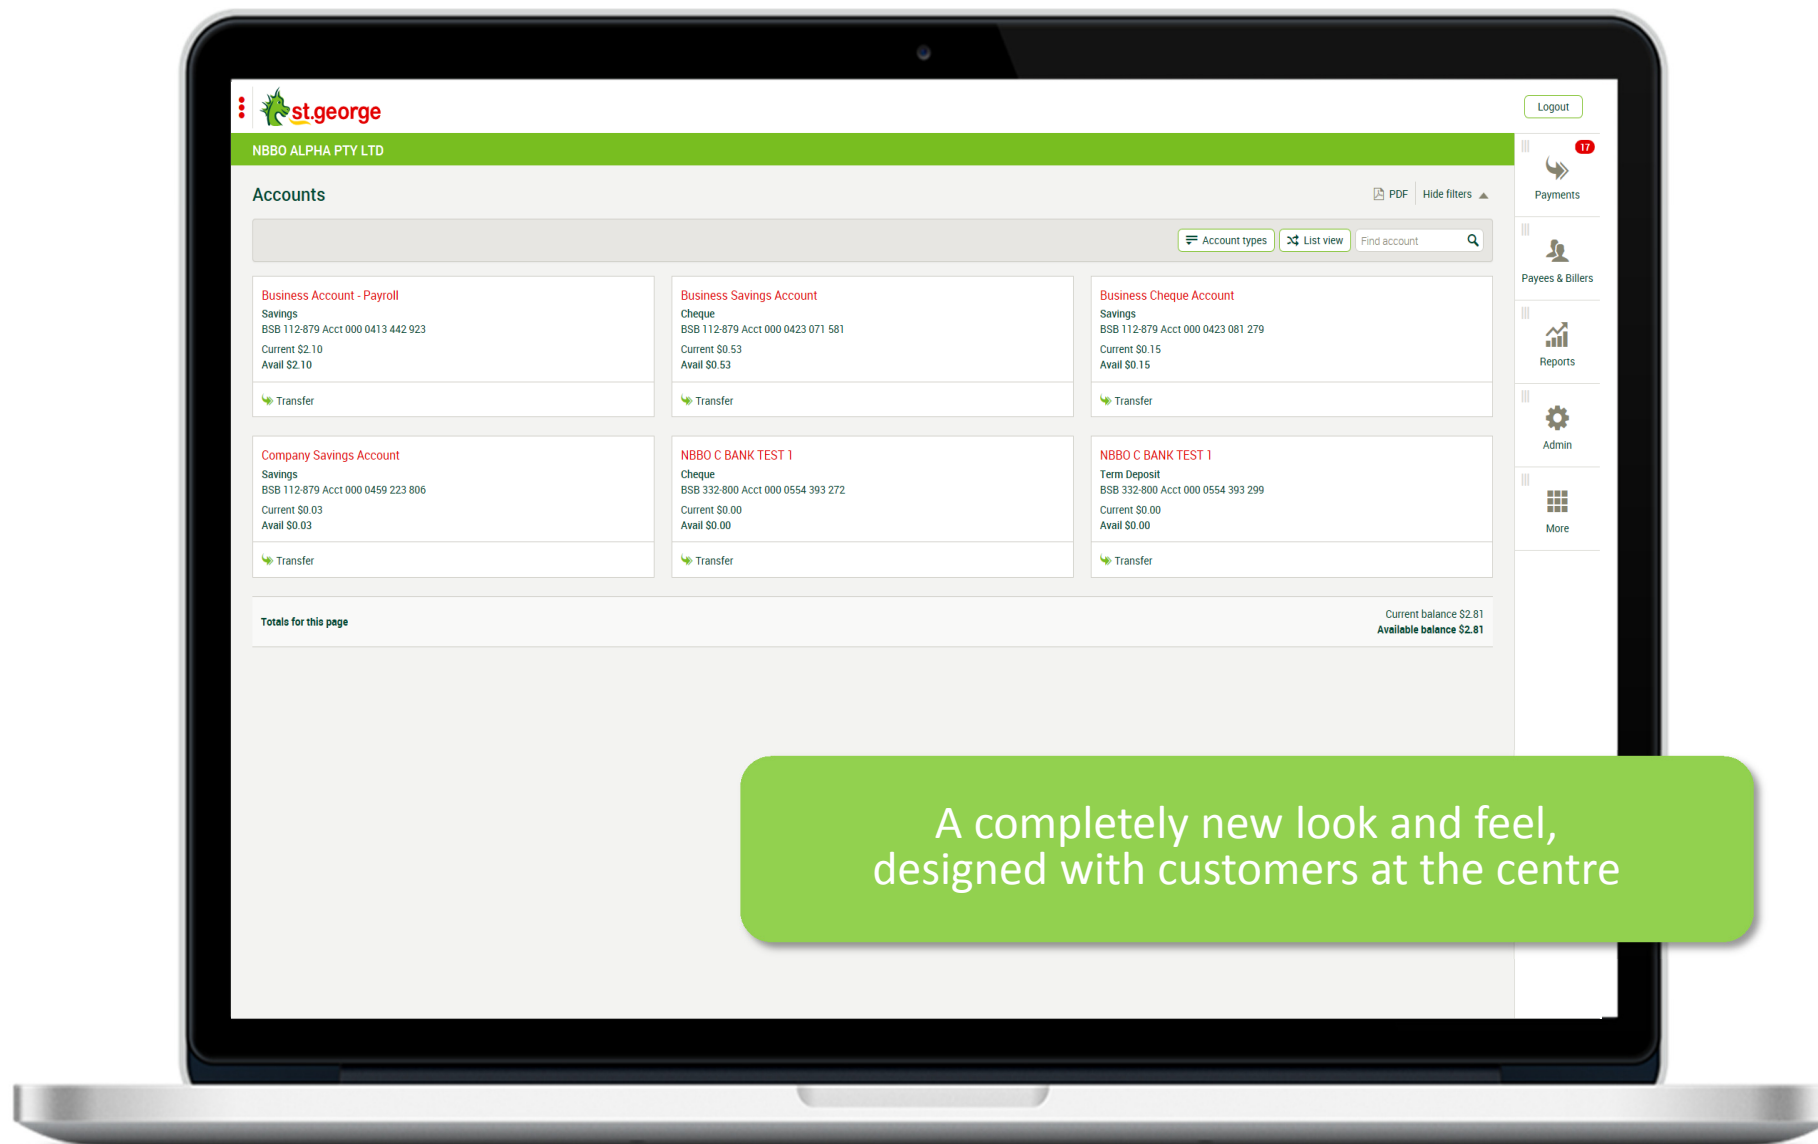 st.george
Logout
NBBO ALPHA PTY LTD
17
Payments
Accounts
PDF
Hide filters
Account types
List view
Find account
Payees & Billers
Business Account - Payroll
Savings
BSB 112-879 Acct 000 0413 442 923
Current $2.10
Avail $2.10
Transfer
Business Savings Account
Cheque
BSB 112-879 Acct 000 0423 071 581
Current $0.53
Avail $0.53
Transfer
Business Cheque Account
Savings
BSB 112-879 Acct 000 0423 081 279
Current $0.15
Avail $0.15
Transfer
Reports
Admin
More
Company Savings Account
Savings
BSB 112-879 Acct 000 0459 223 806
Current $0.03
Avail $0.03
Transfer
NBBO C BANK TEST 1
Cheque
BSB 332-800 Acct 000 0554 393 272
Current $0.00
Avail $0.00
Transfer
NBBO C BANK TEST 1
Term Deposit
BSB 332-800 Acct 000 0554 393 299
Current $0.00
Avail $0.00
Transfer
Totals for this page
Current balance $2.81
Available balance $2.81
A completely new look and feel,
designed with customers at the centre